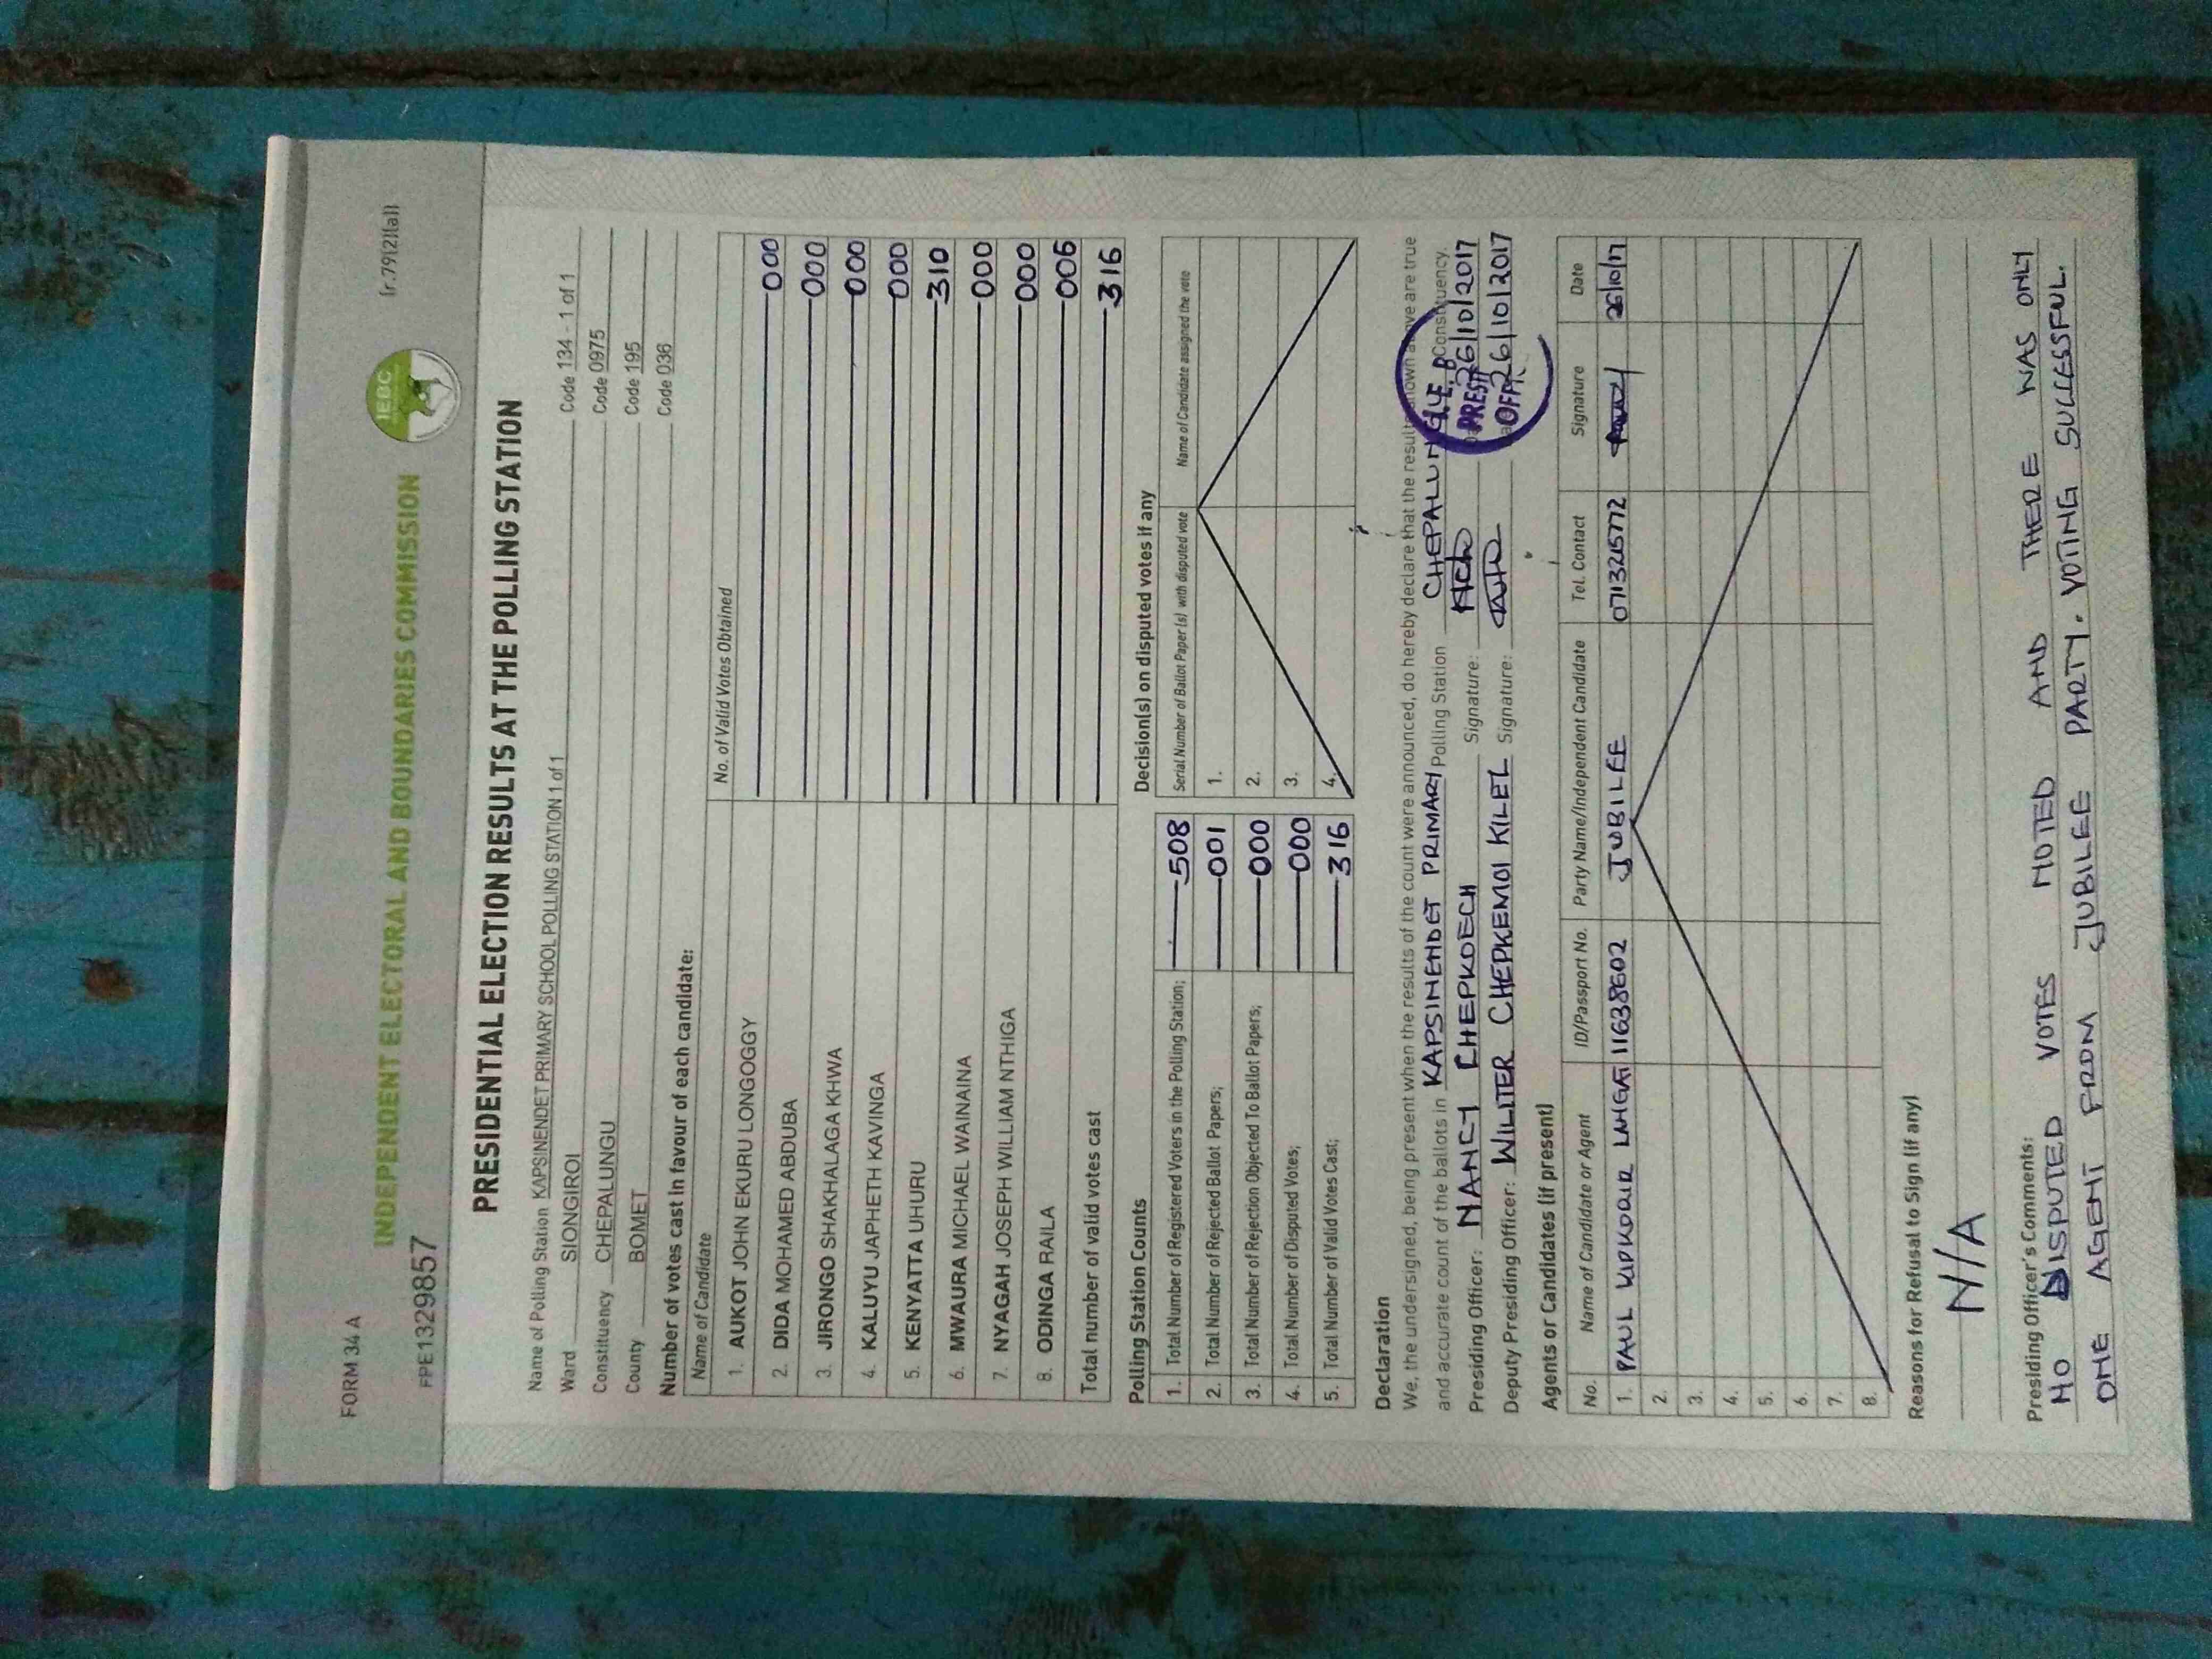 FORM 34 A
(r.79(2)(a))
IEBC
INDEPENDENT ELECTORAL AND BOUNDARIES COMMISSION
FPE1329857
PRESIDENTIAL ELECTION RESULTS AT THE POLLING STATION
Name of Polling Station KAPSINENDET PRIMARY SCHOOL POLLING STATION 1 of 1 Code 134 - 1 of 1
Ward SIONGIROI Code 0975
Constituency CHEPALUNGU Code 195
County BOMET Code 036
Number of votes cast in favour of each candidate:
Name of Candidate No. of Valid Votes Obtained
1. AUKOT JOHN EKURU LONGOGGY 000
2. DIDA MOHAMED ABDUBA 000
3. JIRONGO SHAKHALAGA KHWA 000
4. KALUYU JAPHETH KAVINGA 000
5. KENYATTA UHURU 310
6. MWAURA MICHAEL WAINAINA 000
7. NYAGAH JOSEPH WILLIAM NTHIGA 000
8. ODINGA RAILA 006
Total number of valid votes cast 316
Polling Station Counts
1. Total Number of Registered Voters in the Polling Station; 508
2. Total Number of Rejected Ballot Papers; 001
3. Total Number of Rejection Objected To Ballot Papers; 000
4. Total Number of Disputed Votes; 000
5. Total Number of Valid Votes Cast; 316
Decision(s) on disputed votes if any
Serial Number of Ballot Paper (s) with disputed vote Name of Candidate assigned the vote
1.
2.
3.
4.
Declaration
We, the undersigned, being present when the results of the count were announced, do hereby declare that the results shown above are true
and accurate count of the ballots in KAPSINENDET PRIMARY Polling Station CHEPALUNGU Constituency.
Presiding Officer: NANCY CHEPKOECH Signature: 26/10/2017
Deputy Presiding Officer: WILITER CHEPKEMOI KILEL Signature: 26/10/2017
Agents or Candidates (if present)
No. Name of Candidate or Agent ID/Passport No. Party Name/Independent Candidate Tel. Contact Signature Date
1. PAUL KIPKOIR LANGAT 11638602 JUBILEE 0713265772 26/10/17
2.
3.
4.
5.
6.
7.
8.
Reasons for Refusal to Sign (if any)
N/A
Presiding Officer's Comments:
NO DISPUTED VOTES NOTED AND THERE WAS ONLY
ONE AGENT FROM JUBILEE PARTY. VOTING SUCCESSFUL.